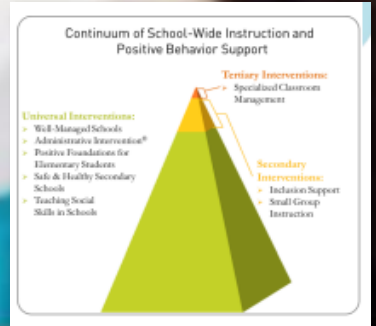 Continuum of School-Wide Instruction and
Positive Behavior Support
Tertiary Interventions:
➤ Specialized Classroom
Management
Universal Interventions:
➤ Well-Managed Schools
➤ Administrative Intervention®
➤ Positive Foundations for
Elementary Students
➤ Safe & Healthy Secondary
Schools
➤ Teaching Social
Skills in Schools
Secondary
Interventions:
➤ Inclusion Support
➤ Small Group
Instruction